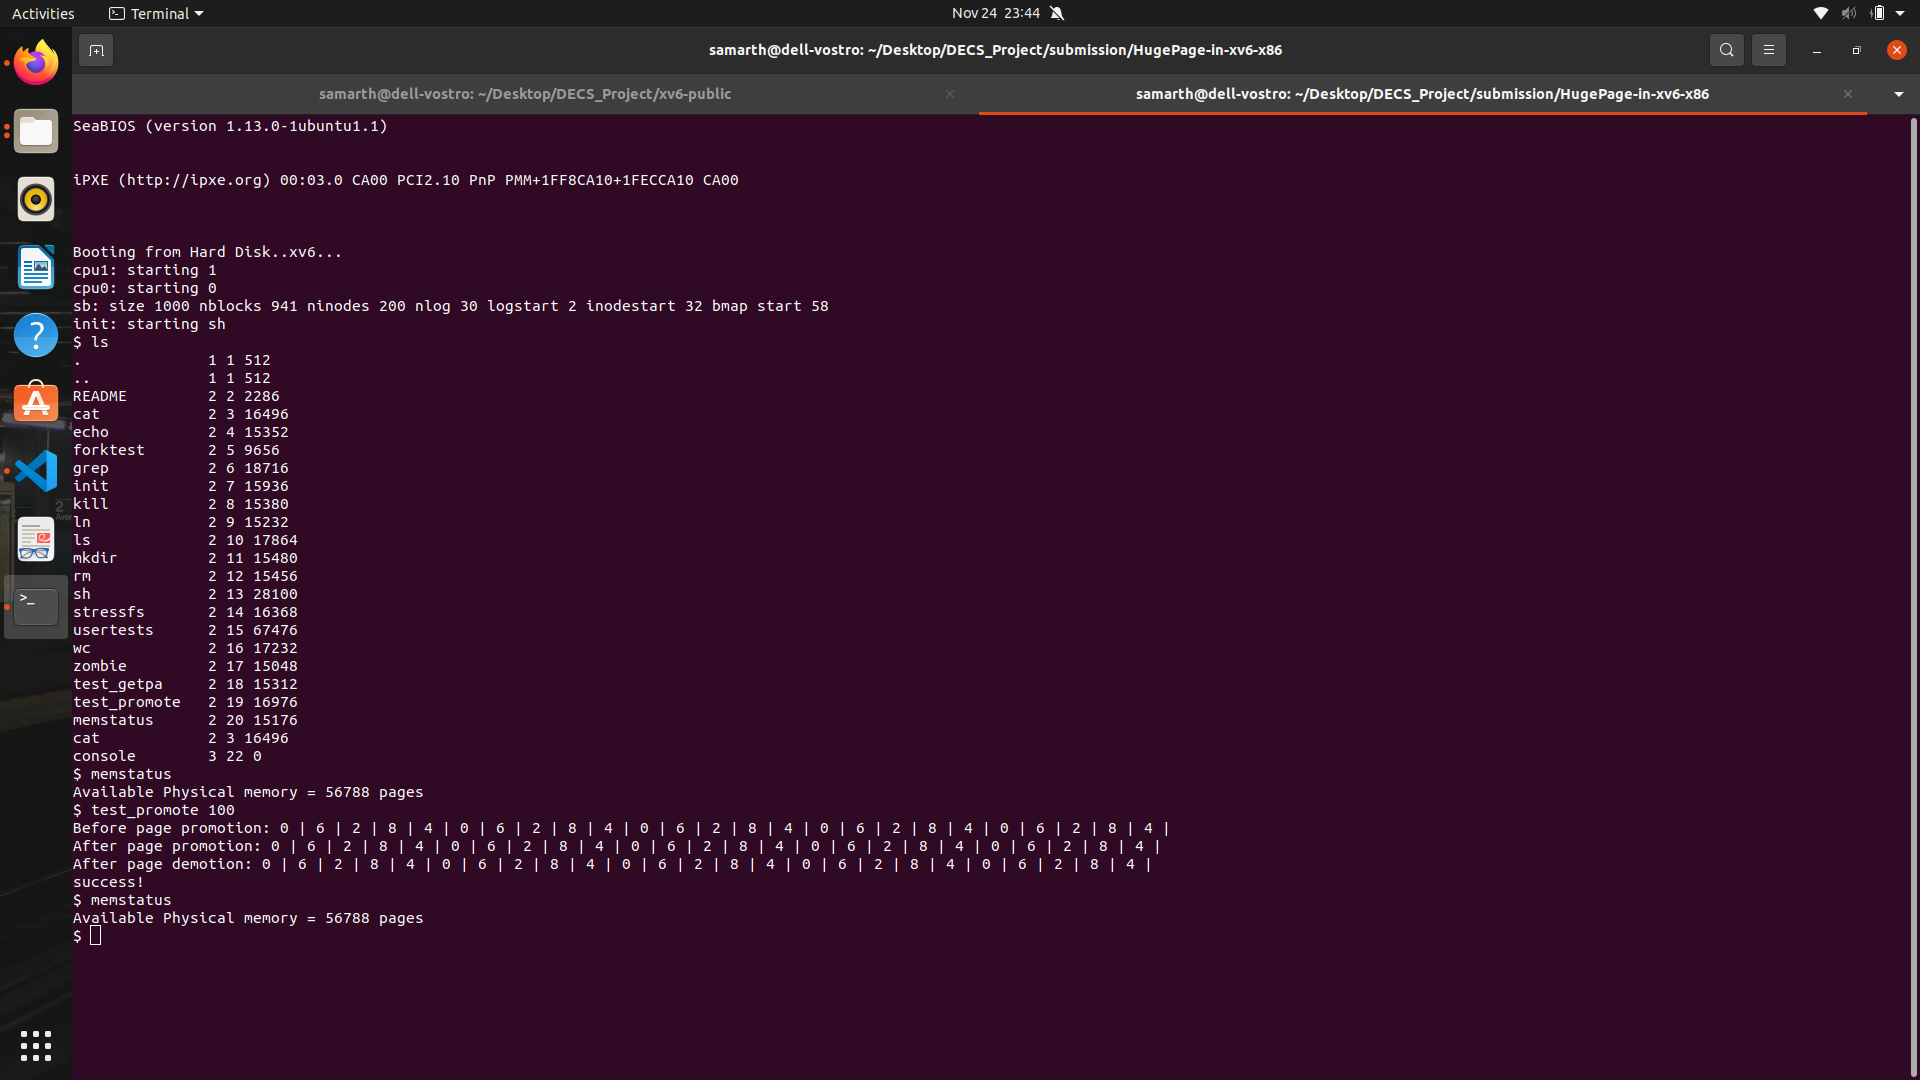 Activities Terminal Nov 24 23:44
samarth@dell-vostro: ~/Desktop/DECS_Project/submission/HugePage-in-xv6-x86
samarth@dell-vostro: ~/Desktop/DECS_Project/xv6-public samarth@dell-vostro: ~/Desktop/DECS_Project/submission/HugePage-in-xv6-x86
SeaBIOS (version 1.13.0-1ubuntu1.1)
iPXE (http://ipxe.org) 00:03.0 CA00 PCI2.10 PnP PMM+1FF8CA10+1FECCA10 CA00
Booting from Hard Disk..xv6...
cpu1: starting 1
cpu0: starting 0
sb: size 1000 nblocks 941 ninodes 200 nlog 30 logstart 2 inodestart 32 bmap start 58
init: starting sh
$ ls
. 1 1 512
.. 1 1 512
README 2 2 2286
cat 2 3 16496
echo 2 4 15352
forktest 2 5 9656
grep 2 6 18716
init 2 7 15936
kill 2 8 15380
ln 2 9 15232
ls 2 10 17864
mkdir 2 11 15480
rm 2 12 15456
sh 2 13 28100
stressfs 2 14 16368
usertests 2 15 67476
wc 2 16 17232
zombie 2 17 15048
test_getpa 2 18 15312
test_promote 2 19 16976
memstatus 2 20 15176
cat 2 3 16496
console 3 22 0
$ memstatus
Available Physical memory = 56788 pages
$ test_promote 100
Before page promotion: 0 | 6 | 2 | 8 | 4 | 0 | 6 | 2 | 8 | 4 | 0 | 6 | 2 | 8 | 4 | 0 | 6 | 2 | 8 | 4 | 0 | 6 | 2 | 8 | 4 |
After page promotion: 0 | 6 | 2 | 8 | 4 | 0 | 6 | 2 | 8 | 4 | 0 | 6 | 2 | 8 | 4 | 0 | 6 | 2 | 8 | 4 | 0 | 6 | 2 | 8 | 4 |
After page demotion: 0 | 6 | 2 | 8 | 4 | 0 | 6 | 2 | 8 | 4 | 0 | 6 | 2 | 8 | 4 | 0 | 6 | 2 | 8 | 4 | 0 | 6 | 2 | 8 | 4 |
success!
$ memstatus
Available Physical memory = 56788 pages
$